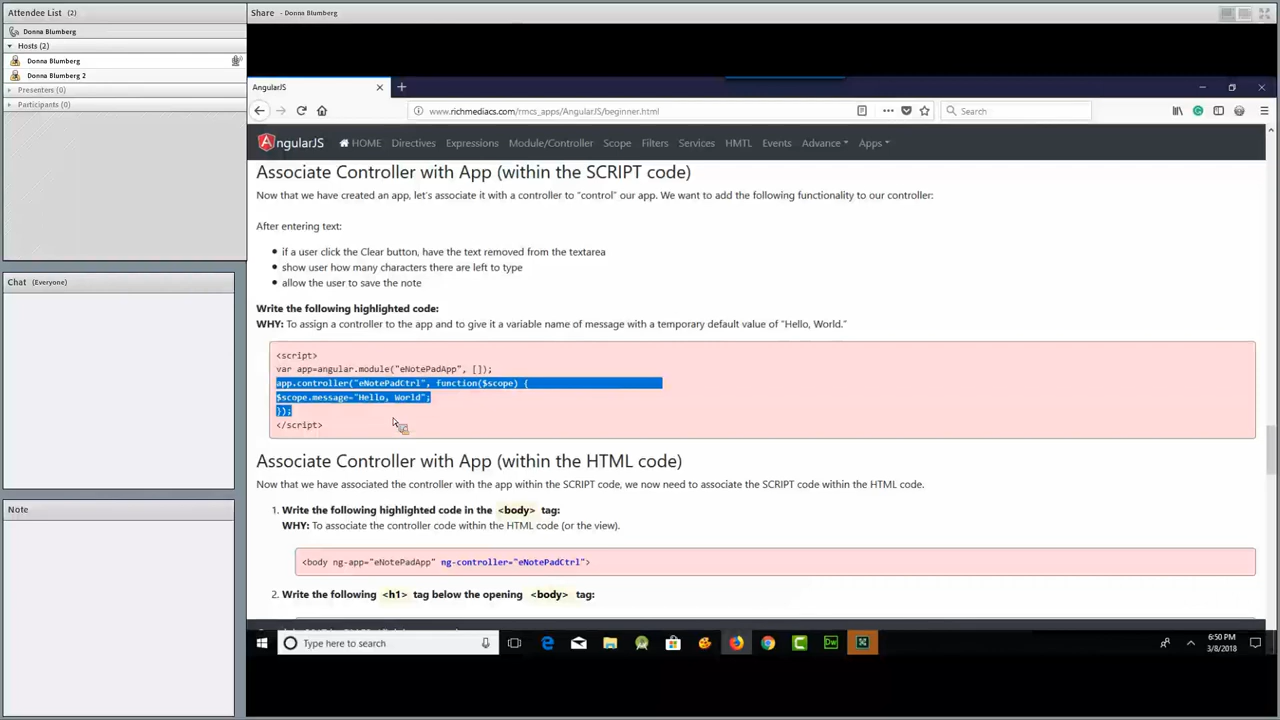 Attendee List (2)
Donna Blumberg
Hosts (2)
Donna Blumberg
Donna Blumberg 2
Presenters (0)
Participants (0)
Chat (Everyone)
Note
Share - Donna Blumberg
AngularJS
www.richmediacs.com/rmcs_apps/AngularJS/beginner.html
Search
AngularJS HOME Directives Expressions Module/Controller Scope Filters Services HMTL Events Advance Apps
Associate Controller with App (within the SCRIPT code)
Now that we have created an app, let's associate it with a controller to "control" our app. We want to add the following functionality to our controller:
After entering text:
• if a user click the Clear button, have the text removed from the textarea
• show user how many characters there are left to type
• allow the user to save the note
Write the following highlighted code:
WHY: To assign a controller to the app and to give it a variable name of message with a temporary default value of "Hello, World."
<script>
var app=angular.module("eNotePadApp", []);
app.controller("eNotePadCtrl", function($scope) {
$scope.message="Hello, World";
});
</script>
Associate Controller with App (within the HTML code)
Now that we have associated the controller with the app within the SCRIPT code, we now need to associate the SCRIPT code within the HTML code.
1. Write the following highlighted code in the <body> tag:
WHY: To associate the controller code within the HTML code (or the view).
<body ng-app="eNotePadApp" ng-controller="eNotePadCtrl">
2. Write the following <h1> tag below the opening <body> tag:
Type here to search
Dw
6:50 PM
3/8/2018